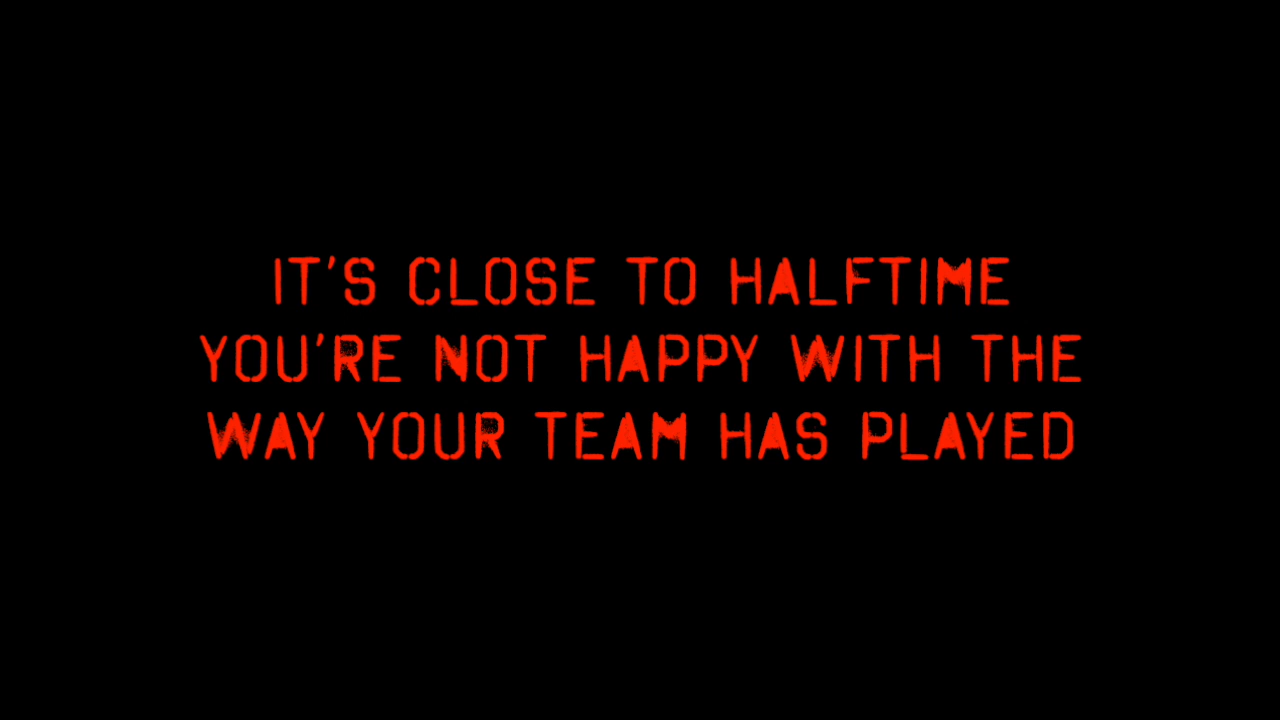 IT'S CLOSE TO HALFTIME
YOU'RE NOT HAPPY WITH THE
WAY YOUR TEAM HAS PLAYED